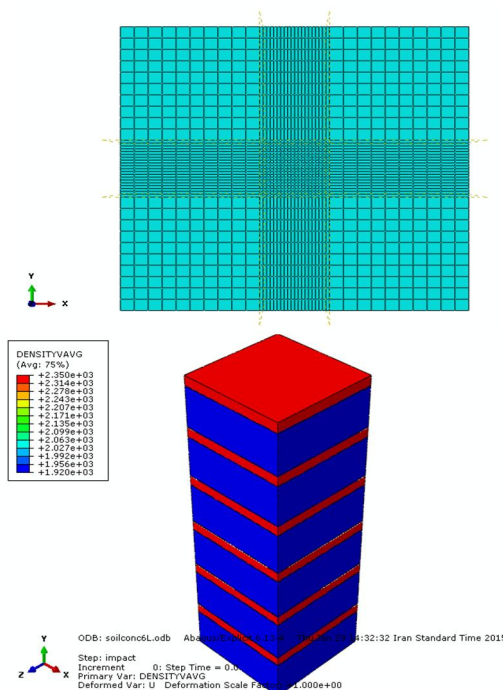 Y
X
DENSITYVAVG
(Avg: 75%)
+2.350e+03
+2.314e+03
+2.278e+03
+2.243e+03
+2.207e+03
+2.171e+03
+2.135e+03
+2.099e+03
+2.063e+03
+2.027e+03
+1.992e+03
+1.956e+03
+1.920e+03
Y
Z
X
ODB: soilconc6L.odb 32:32 Iran Standard Time 2015
Step: impact
Increment 0: Step Time = 0.0
Primary Var: DENSITYVAVG
Deformed Var: U Deformation Scale +1.000e+00